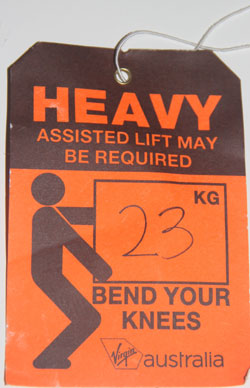 HEAVY
ASSISTED LIFT MAY
BE REQUIRED
KG
23
BEND YOUR
KNEES
Virgin australia